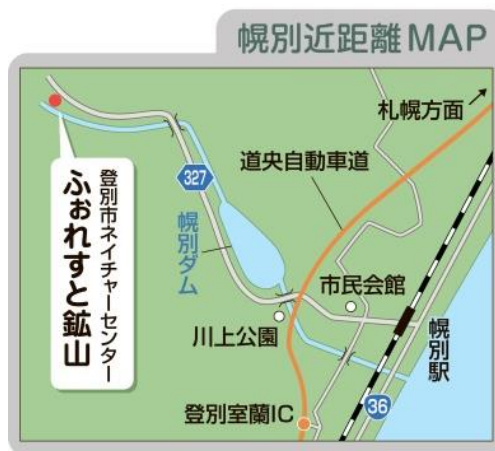 幌別近距離MAP
札幌方面
道央自動車道
327
幌別ダム
登別市ネイチャーセンター
ふぉれすと鉱山
市民会館
川上公園
幌別駅
36
登別室蘭IC